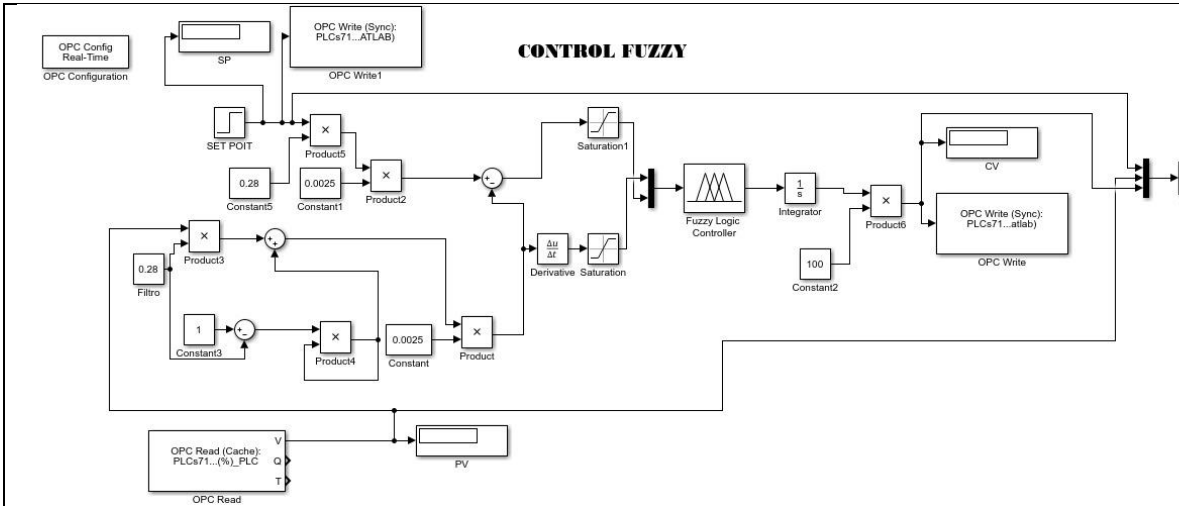 CONTROL FUZZY
OPC Config
Real-Time
OPC Configuration
SP
OPC Write (Sync):
PLCs71...ATLAB)
OPC Write1
SET POIT
×
Product5
0.28
Constant5
0.0025
Constant1
×
Product2
+
−
Saturation1
×
Product3
0.28
Filtro
+
+
1
Constant3
+
−
×
Product4
0.0025
Constant
×
Product
Δu
Δt
Derivative
Saturation
Fuzzy Logic
Controller
1
s
Integrator
100
Constant2
×
Product6
CV
OPC Write (Sync):
PLCs71...atlab)
OPC Write
OPC Read (Cache):
PLCs71...(%)_PLC
V
Q
T
OPC Read
PV